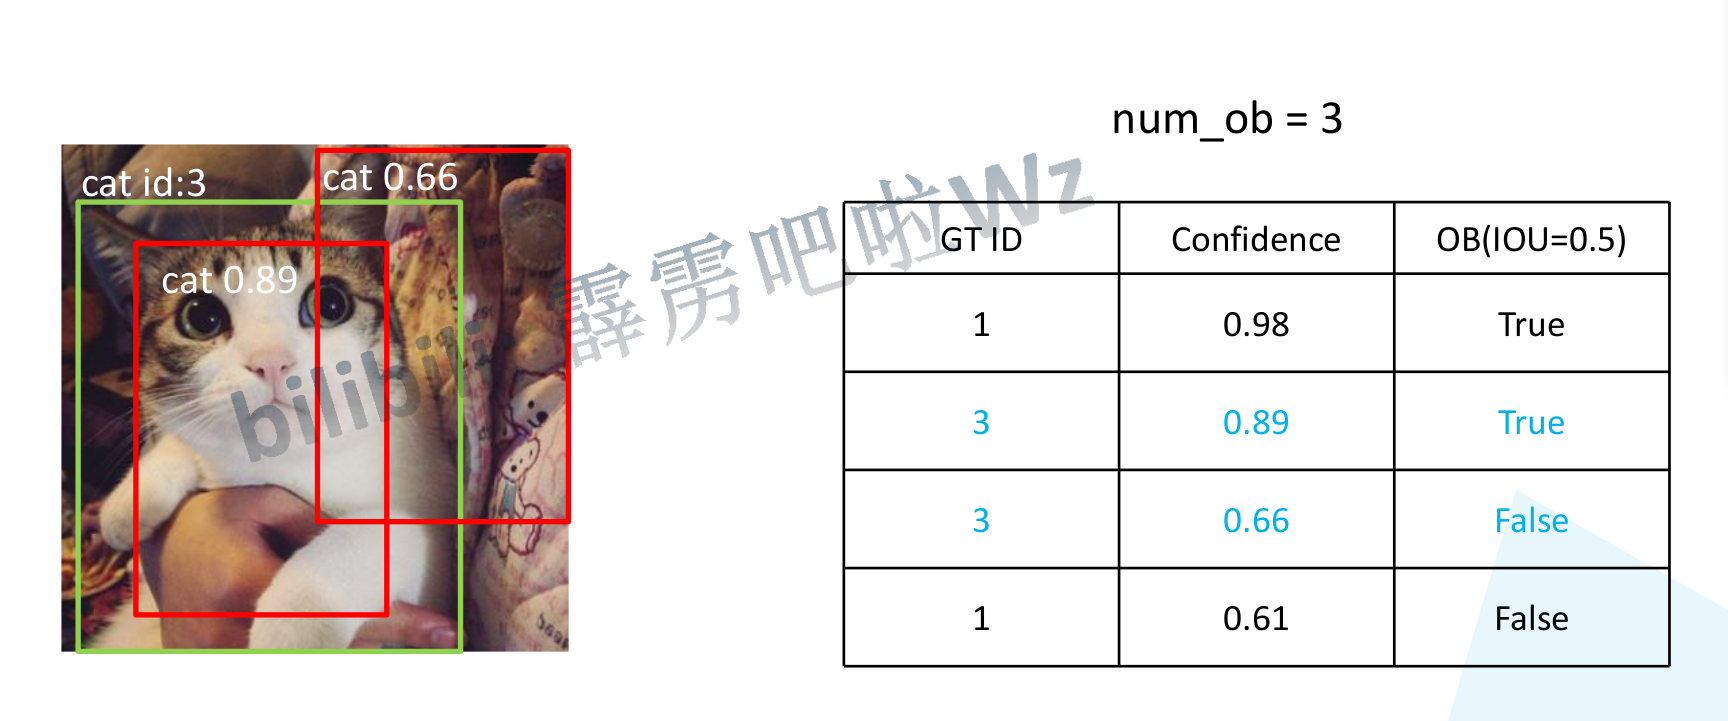 num_ob = 3
cat id:3
cat 0.66
cat 0.89
bilibili 霹雳吧啦Wz
GT ID Confidence OB(IOU=0.5)
1 0.98 True
3 0.89 True
3 0.66 False
1 0.61 False